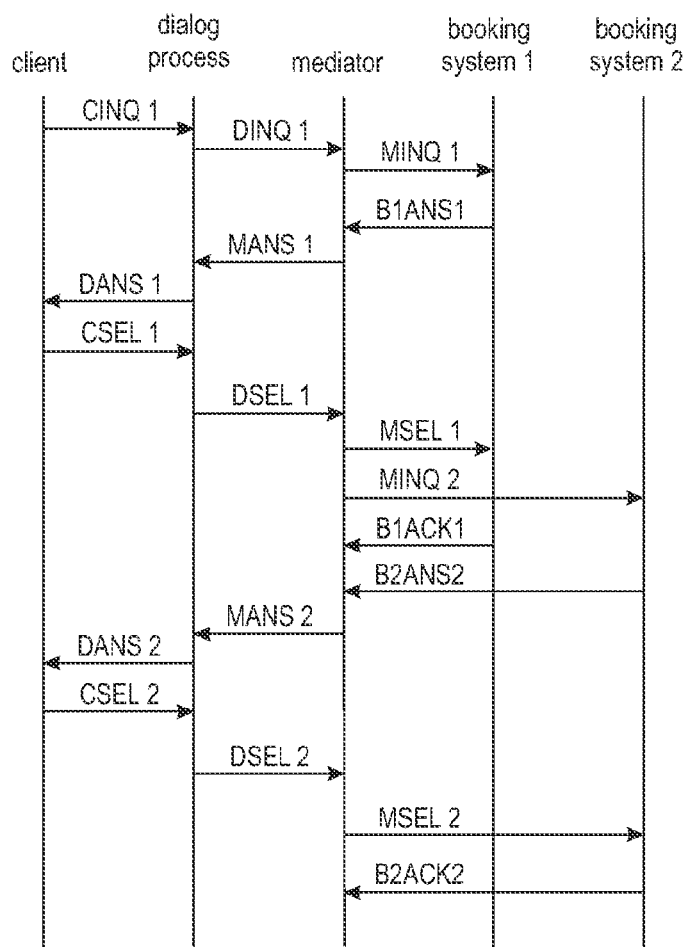 client
dialog
process
mediator
booking
system 1
booking
system 2
CINQ 1
DINQ 1
MINQ 1
B1ANS1
MANS 1
DANS 1
CSEL 1
DSEL 1
MSEL 1
MINQ 2
B1ACK1
B2ANS2
MANS 2
DANS 2
CSEL 2
DSEL 2
MSEL 2
B2ACK2